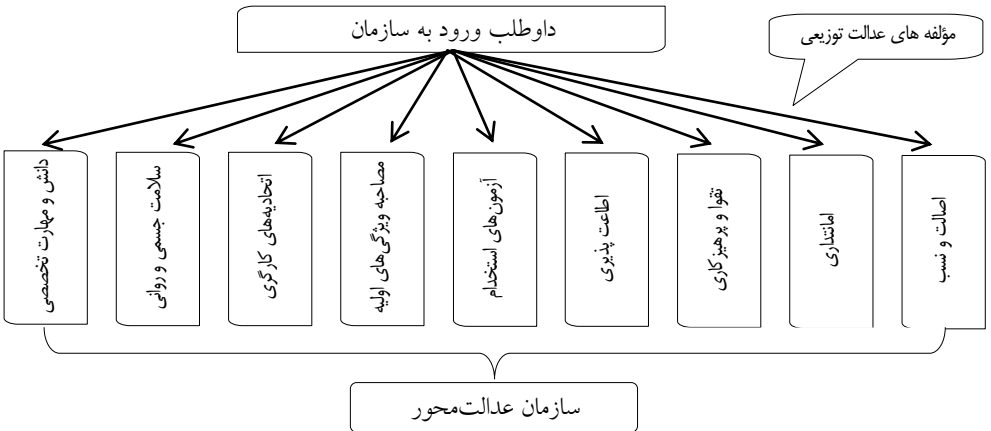 داوطلب ورود به سازمان
مؤلفه های عدالت توزیعی
اصالت و نسب
امانتداری
تقوا و پرهیزکاری
اطاعت پذیری
آزمون‌های استخدام
مصاحبه ویژگی‌های اولیه
اتحادیه‌های کارگری
سلامت جسمی و روانی
دانش و مهارت تخصصی
سازمان عدالت‌محور